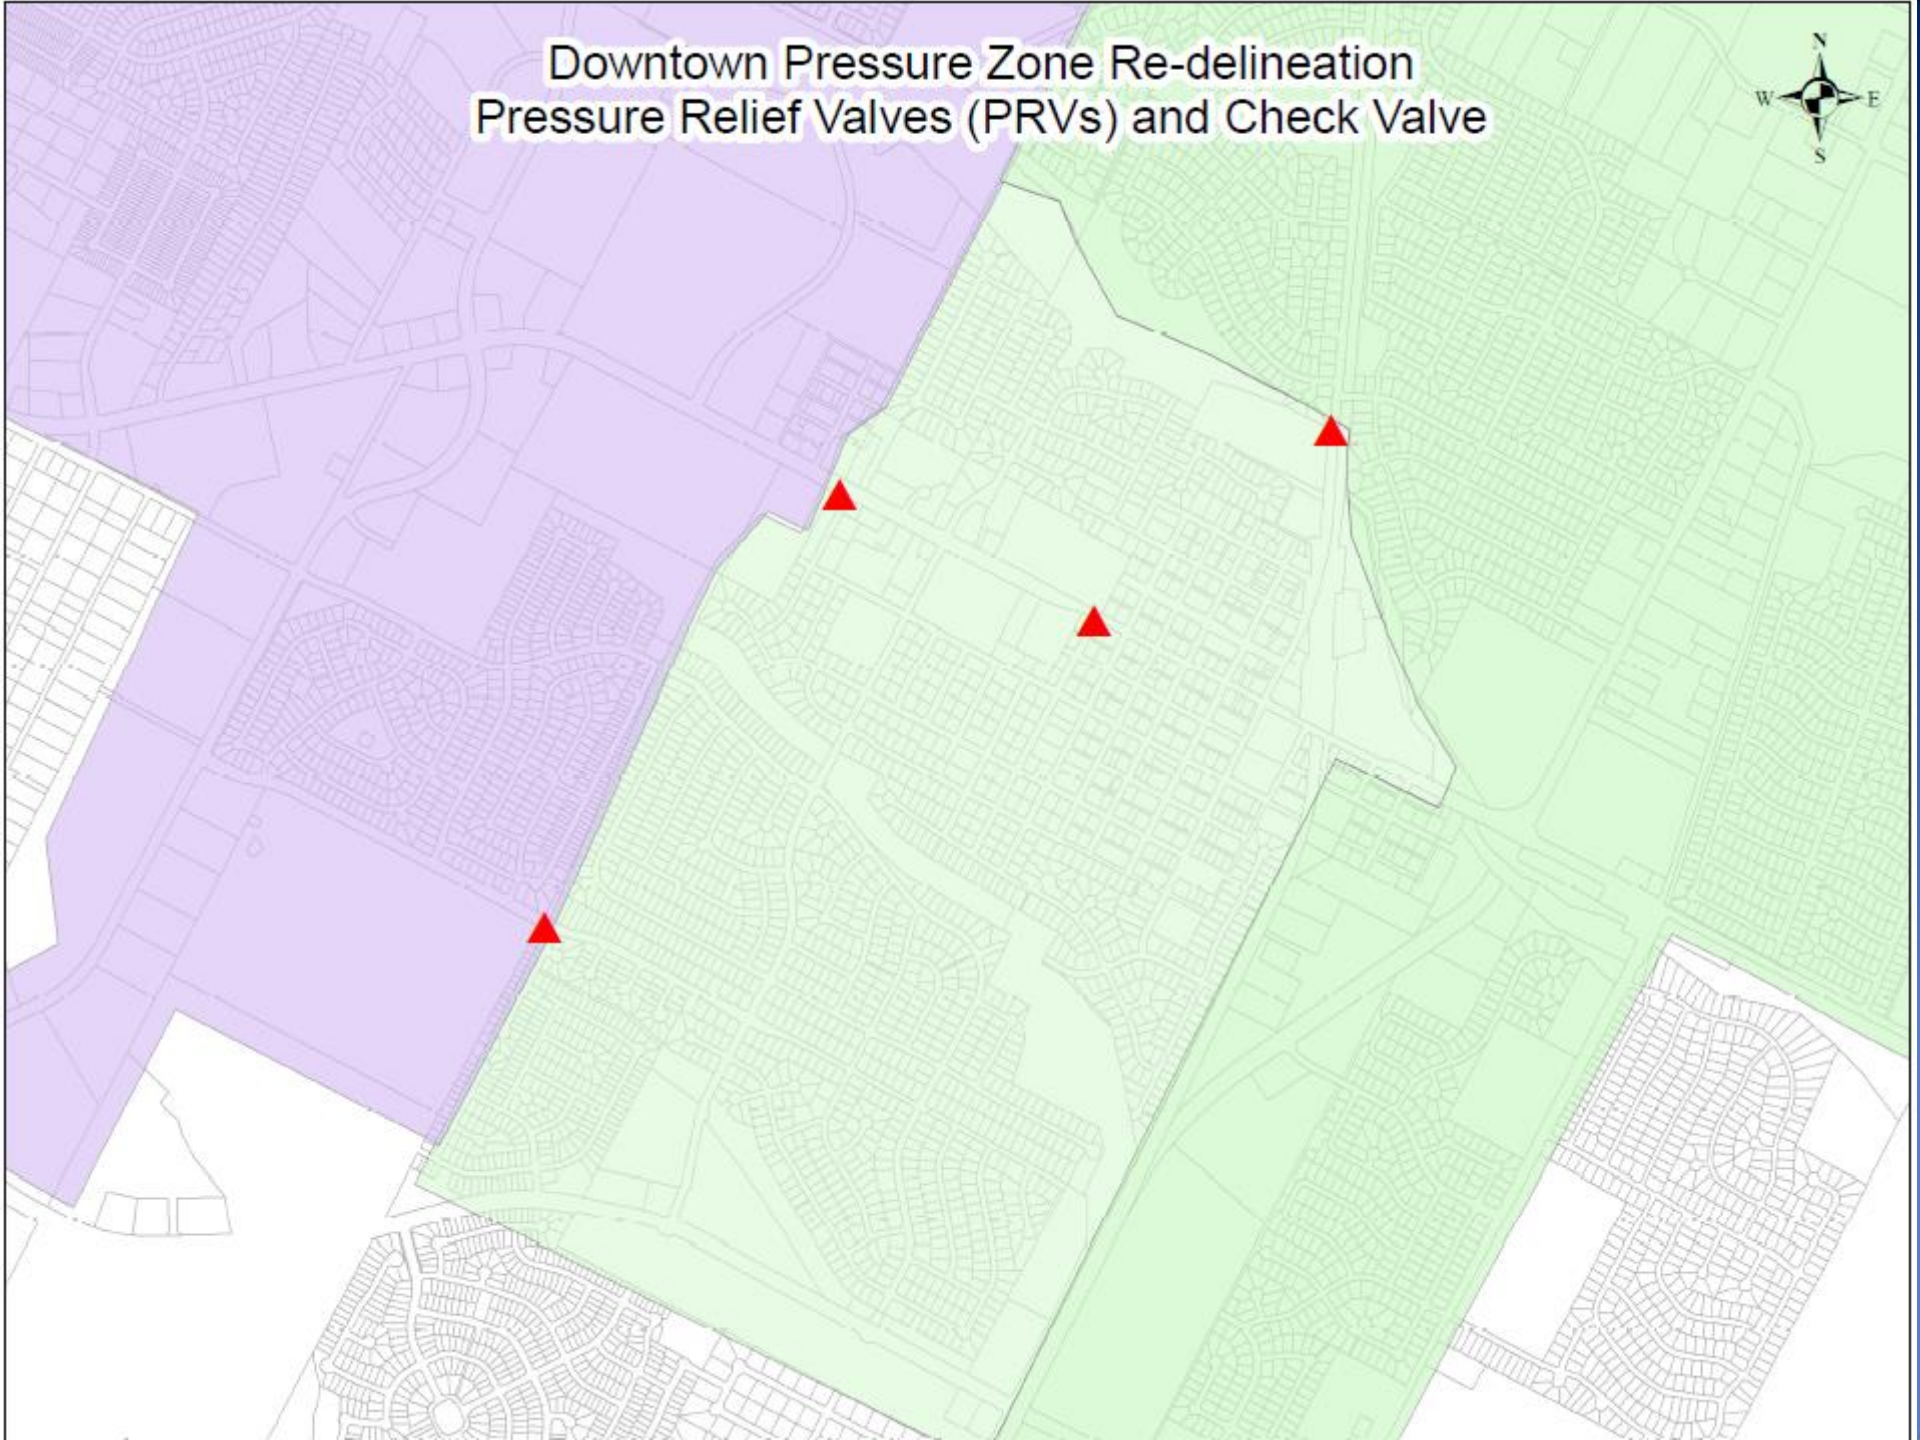 Downtown Pressure Zone Re-delineation
Pressure Relief Valves (PRVs) and Check Valve
N
W E
S